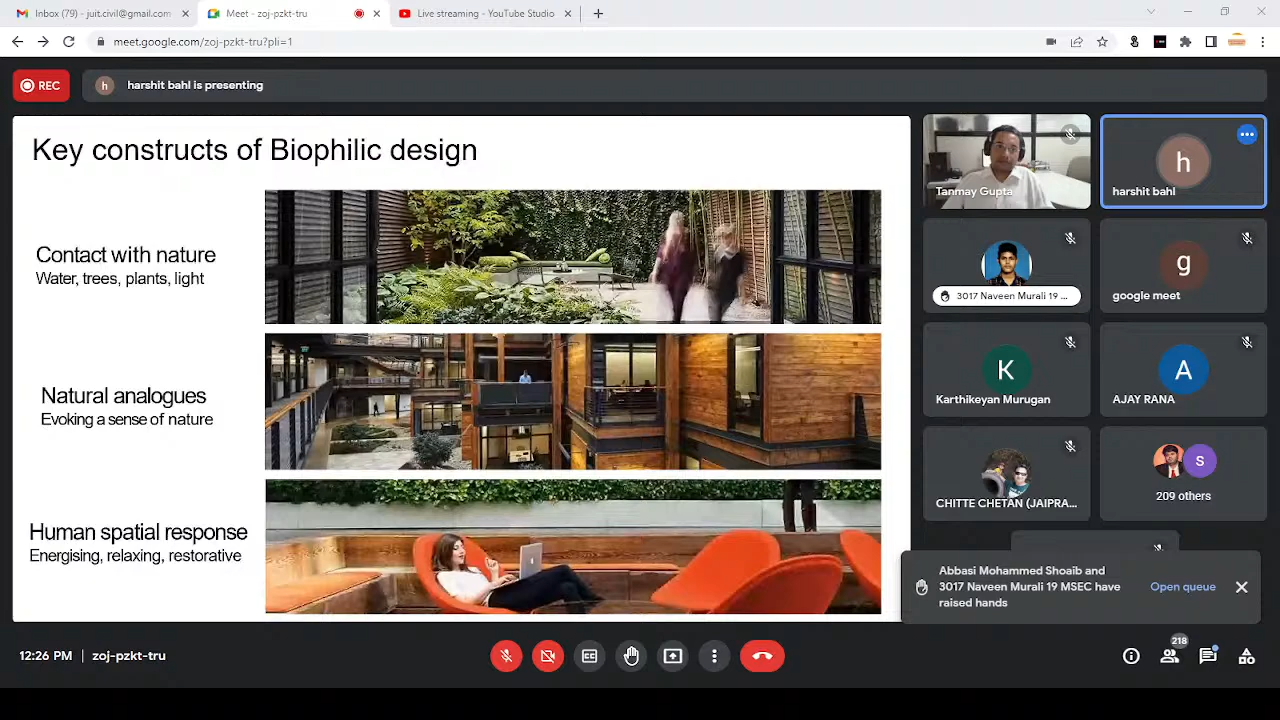 Inbox (79) - juit.civil@gmail.com
Meet - zoj-pzkt-tru
Live streaming - YouTube Studio
meet.google.com/zoj-pzkt-tru?pli=1
REC
h
harshit bahl is presenting
Key constructs of Biophilic design
Contact with nature
Water, trees, plants, light
Natural analogues
Evoking a sense of nature
Human spatial response
Energising, relaxing, restorative
Tanmay Gupta
h
harshit bahl
3017 Naveen Murali 19 ...
g
google meet
K
Karthikeyan Murugan
A
AJAY RANA
CHITTE CHETAN (JAIPRA...
s
209 others
Abbasi Mohammed Shoaib and
3017 Naveen Murali 19 MSEC have
raised hands
Open queue
12:26 PM | zoj-pzkt-tru
218